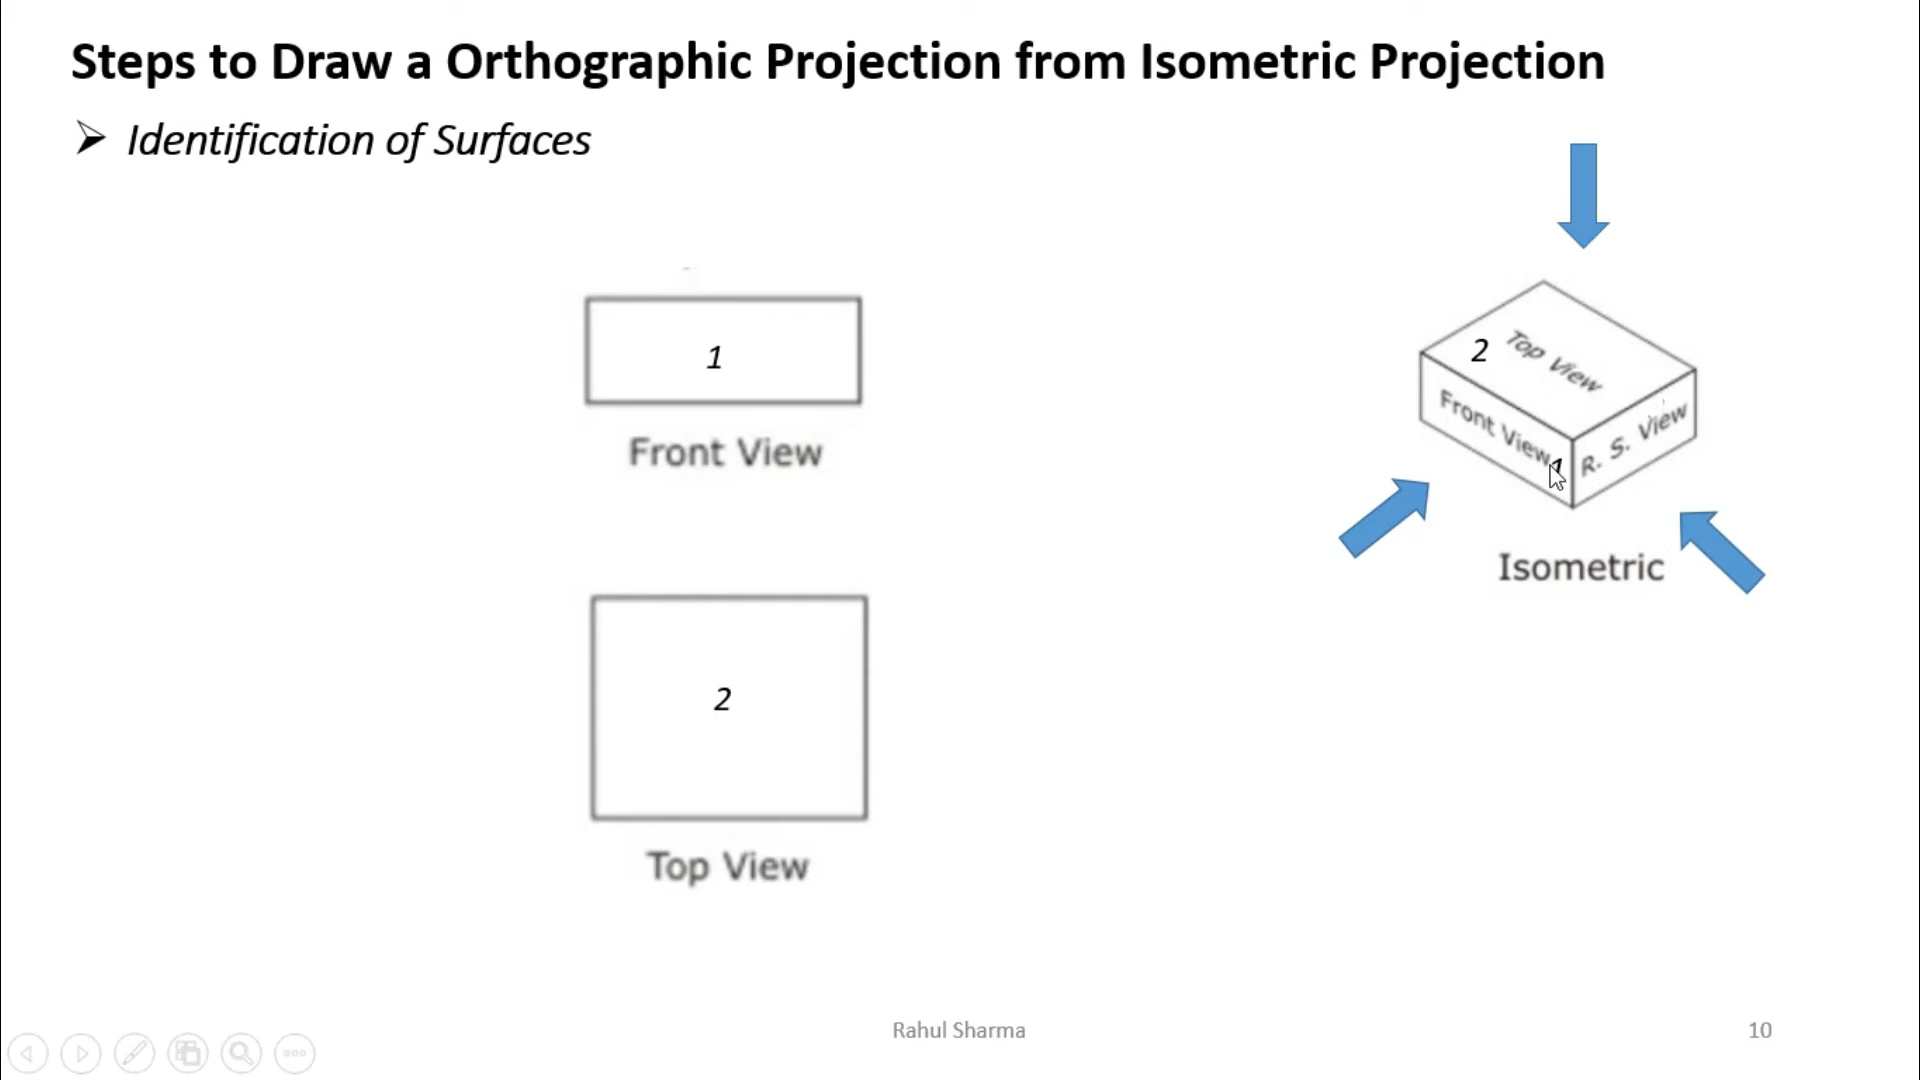 Steps to Draw a Orthographic Projection from Isometric Projection
➢ Identification of Surfaces
1
Front View
2
Top View
2 Top View
Front View 1
R. S. View
Isometric
Rahul Sharma
10